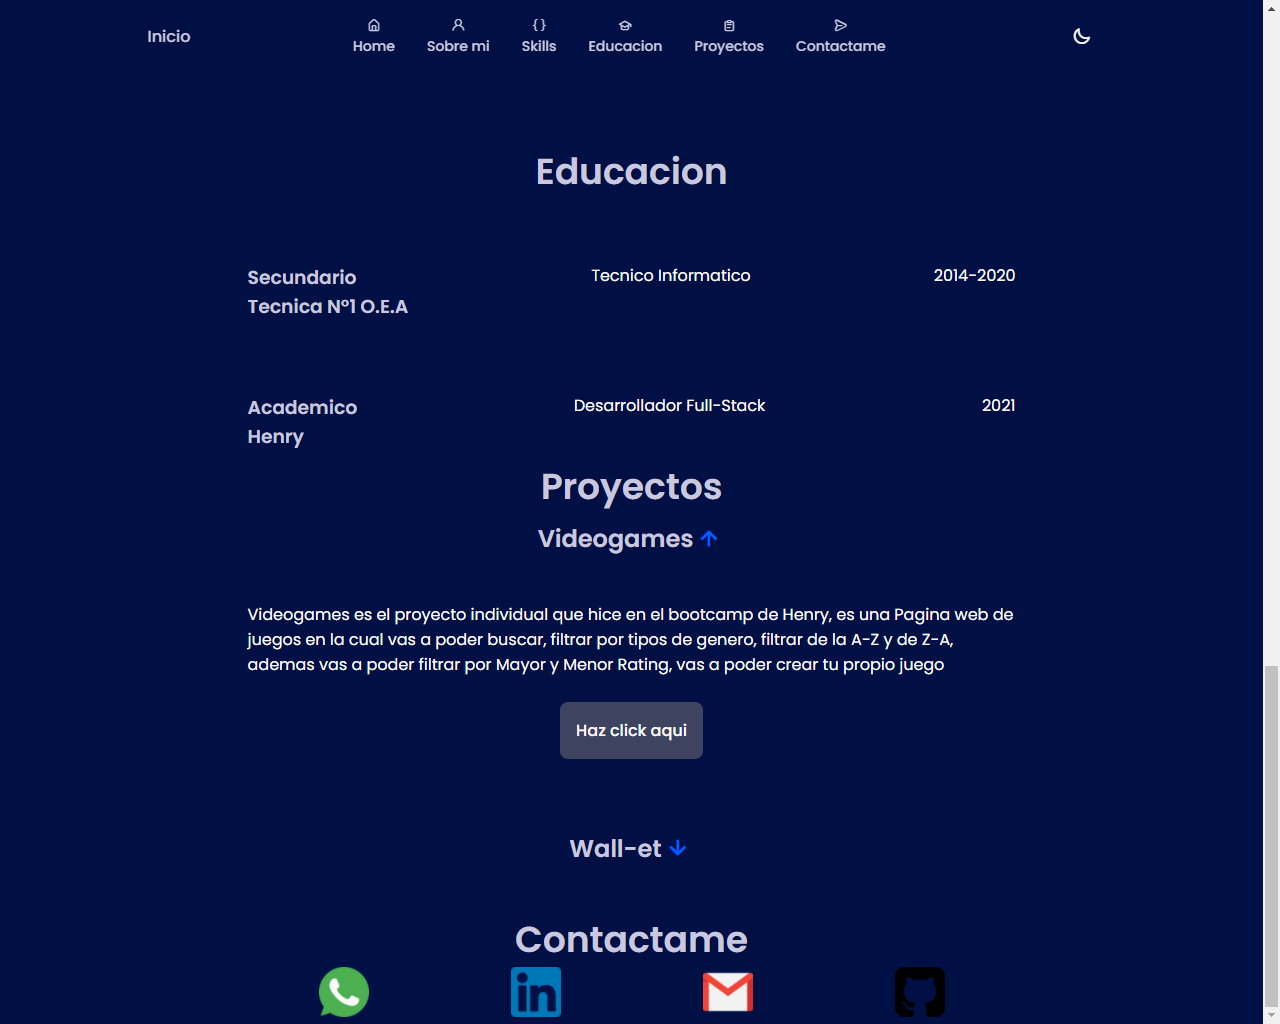 Inicio
Home
Sobre mi
Skills
Educacion
Proyectos
Contactame
Educacion
Secundario
Tecnica Nº1 O.E.A
Tecnico Informatico
2014-2020
Academico
Henry
Desarrollador Full-Stack
2021
Proyectos
Videogames
Videogames es el proyecto individual que hice en el bootcamp de Henry, es una Pagina web de
juegos en la cual vas a poder buscar, filtrar por tipos de genero, filtrar de la A-Z y de Z-A,
ademas vas a poder filtrar por Mayor y Menor Rating, vas a poder crear tu propio juego
Haz click aqui
Wall-et
Contactame
in